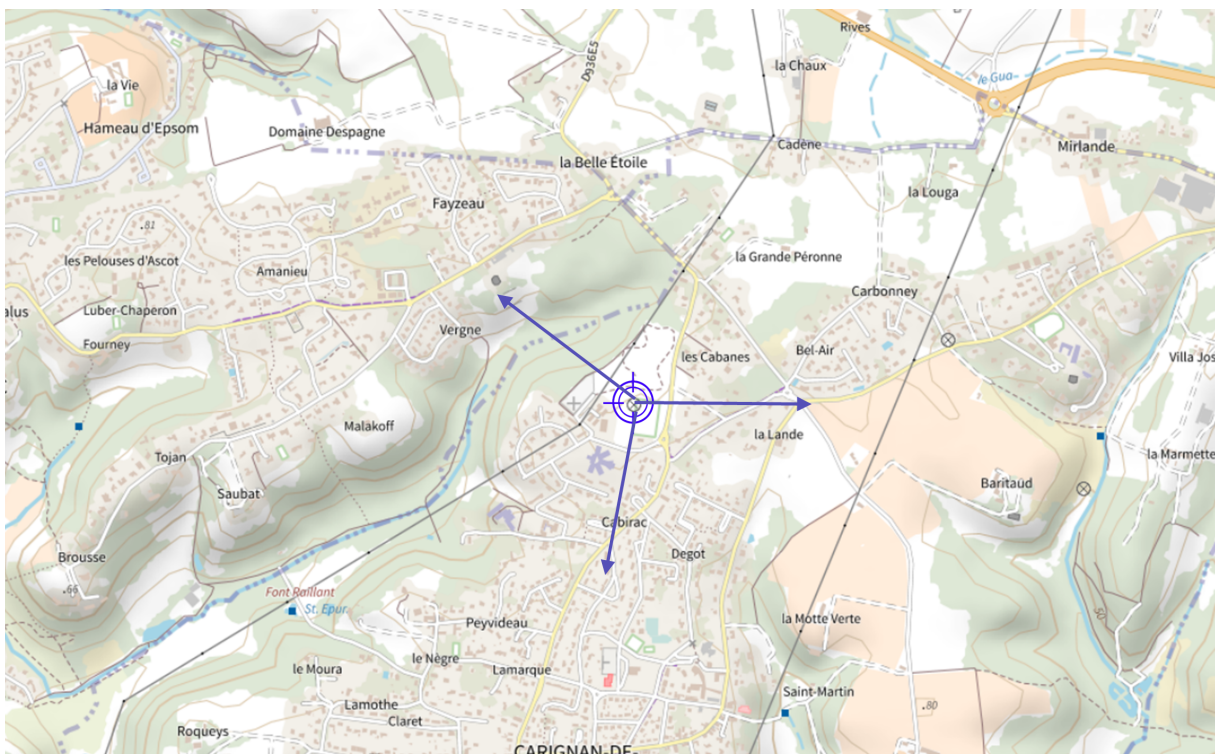 Rives
D936E5
la Chaux
la Vie
le Gua-
Hameau d'Epsom
Domaine Despagne
Cadène
Mirlande
la Belle Étoile
la Louga
Fayzeau
.81
les Pelouses d'Ascot
la Grande Péronne
Amanieu
Carbonney
alus
Luber-Chaperon
Vergne
Fourney
les Cabanes
Bel-Air
Villa Jos
Malakoff
la Lande
Tojan
la Marmette
Saubat
Baritaud
Cabirac
Brousse
Degot
.66
Font Raillant
St. Epur.
50
Peyvideau
la Motte Verte
le Nègre
le Moura
Lamarque
Saint-Martin
Lamothe
.80
Claret
Roqueys
CARIGNAN-DE-